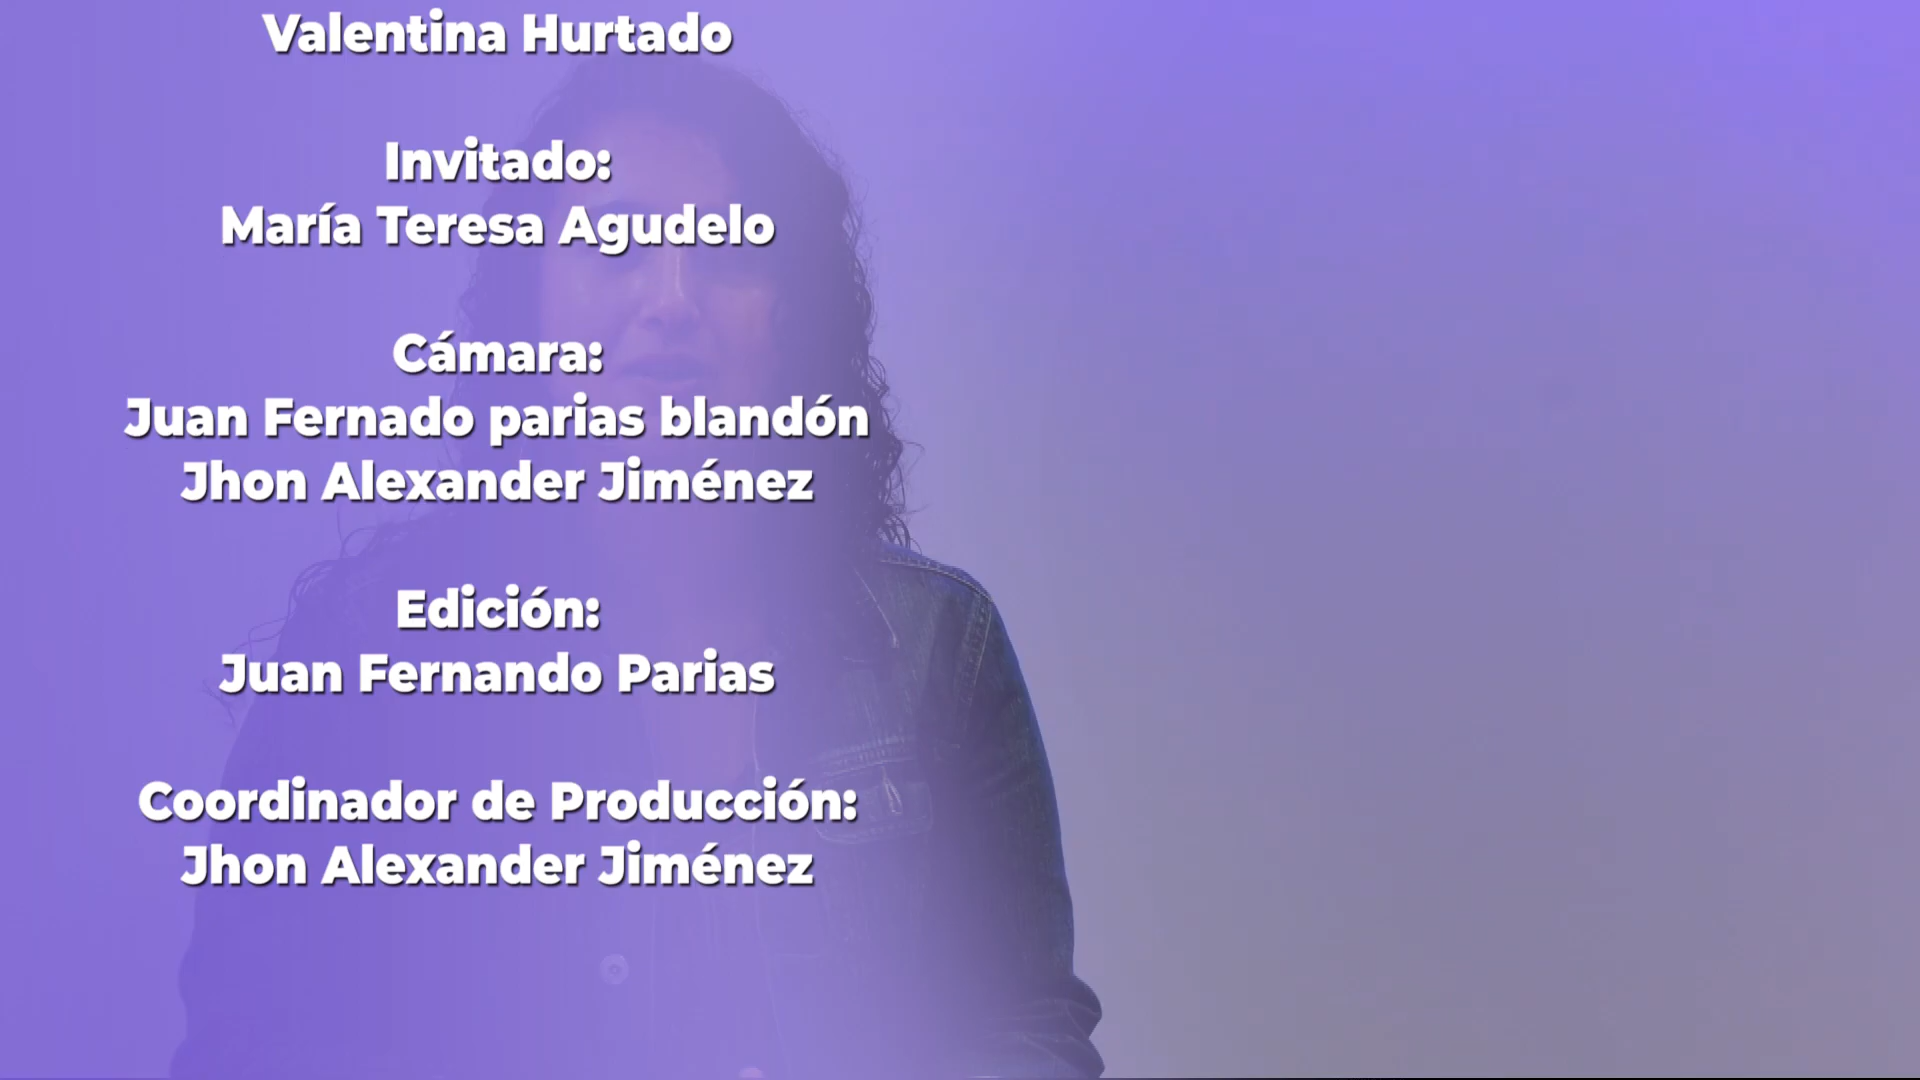 Valentina Hurtado
Invitado:
María Teresa Agudelo
Cámara:
Juan Fernado parias blandón
Jhon Alexander Jiménez
Edición:
Juan Fernando Parias
Coordinador de Producción:
Jhon Alexander Jiménez